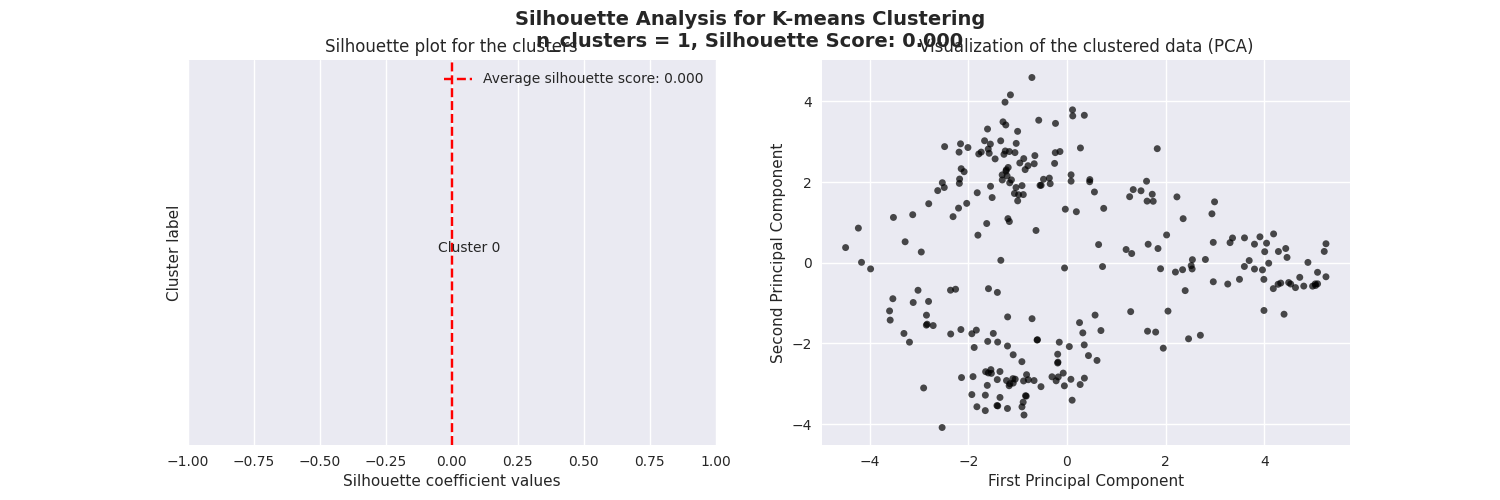 Silhouette Analysis for K-means Clustering
n_clusters = 1, Silhouette Score: 0.000
Silhouette plot for the clusters
Average silhouette score: 0.000
Cluster 0
Cluster label
−1.00 −0.75 −0.50 −0.25 0.00 0.25 0.50 0.75 1.00
Silhouette coefficient values
Visualization of the clustered data (PCA)
Second Principal Component
4
2
0
−2
−4
−4 −2 0 2 4
First Principal Component